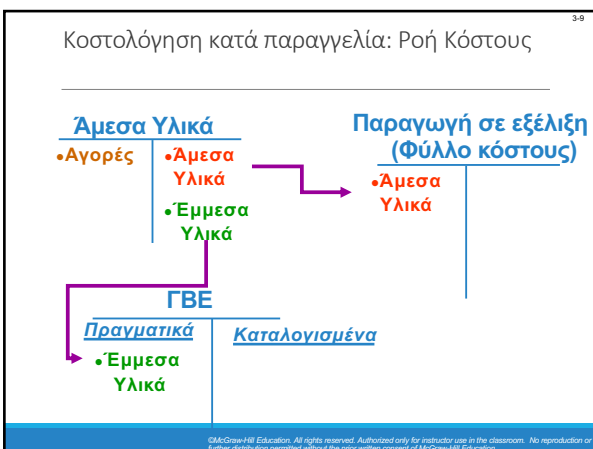 3-9
Κοστολόγηση κατά παραγγελία: Ροή Κόστους
Άμεσα Υλικά
•Αγορές
•Άμεσα
Υλικά
•Έμμεσα
Υλικά
Παραγωγή σε εξέλιξη
(Φύλλο κόστους)
•Άμεσα
Υλικά
ΓΒΕ
Πραγματικά
Καταλογισμένα
•Έμμεσα
Υλικά
©McGraw-Hill Education. All rights reserved. Authorized only for instructor use in the classroom. No reproduction or
further distribution permitted without the prior written consent of McGraw-Hill Education.